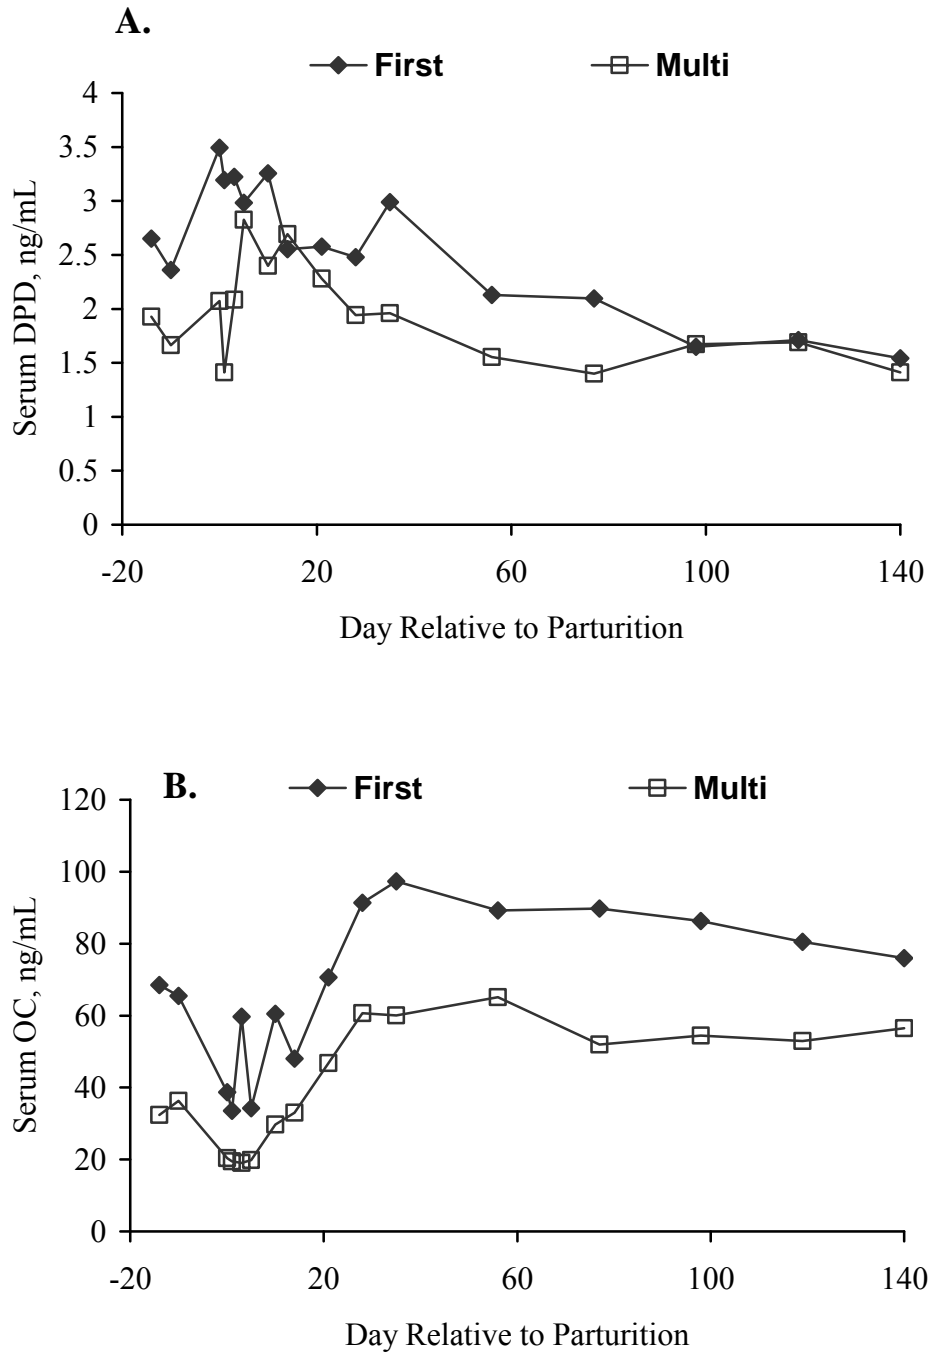 A.
First Multi
4
3.5
3
2.5
2
1.5
1
0.5
0
Serum DPD, ng/mL
-20 20 60 100 140
Day Relative to Parturition
B. First Multi
120
100
80
60
40
20
0
Serum OC, ng/mL
-20 20 60 100 140
Day Relative to Parturition